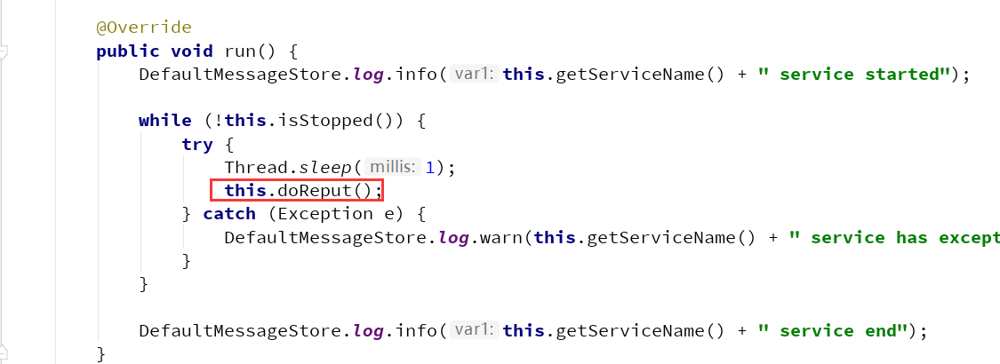 @Override
public void run() {
DefaultMessageStore.log.info( var1: this.getServiceName() + " service started");
while (!this.isStopped()) {
try {
Thread.sleep( millis: 1);
this.doReput();
} catch (Exception e) {
DefaultMessageStore.log.warn(this.getServiceName() + " service has except
}
}
DefaultMessageStore.log.info( var1: this.getServiceName() + " service end");
}